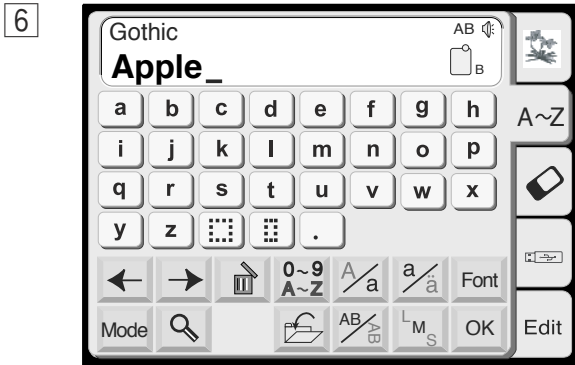 6
Gothic AB
Apple_ B
a b c d e f g h A~Z
i j k l m n o p
q r s t u v w x
y z .
0~9 A~Z A/a a/ä Font
Mode AB/AB L M S OK Edit